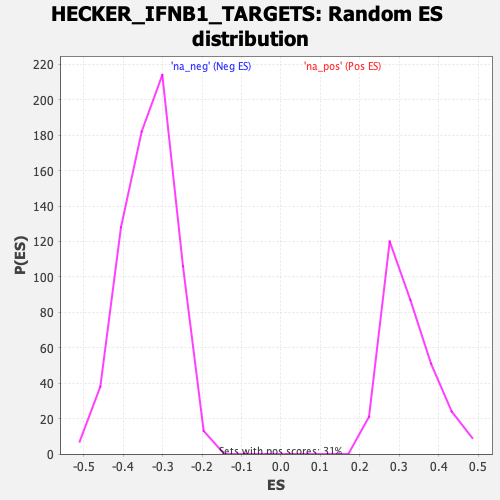 HECKER_IFNB1_TARGETS: Random ES
distribution
'na_neg' (Neg ES) 'na_pos' (Pos ES)
220
200
180
160
140
120
100
80
60
40
20
0
P(ES)
Sets with pos scores: 31%
-0.5 -0.4 -0.3 -0.2 -0.1 0.0 0.1 0.2 0.3 0.4 0.5
ES